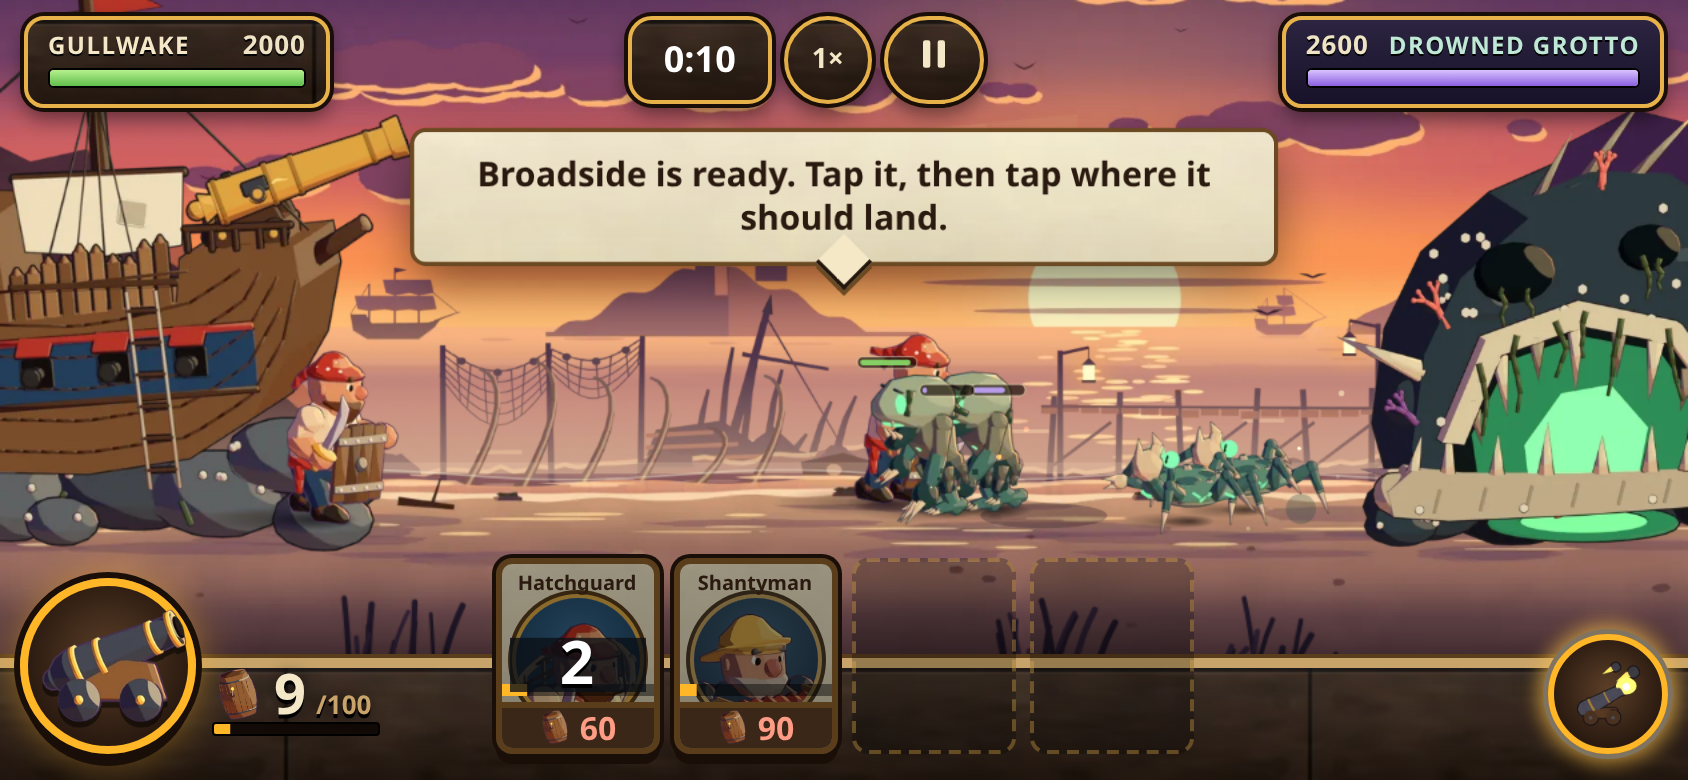 GULLWAKE 2000
0:10
1×
2600 DROWNED GROTTO
Broadside is ready. Tap it, then tap where it
should land.
Hatchguard
2
60
Shantyman
90
9 /100